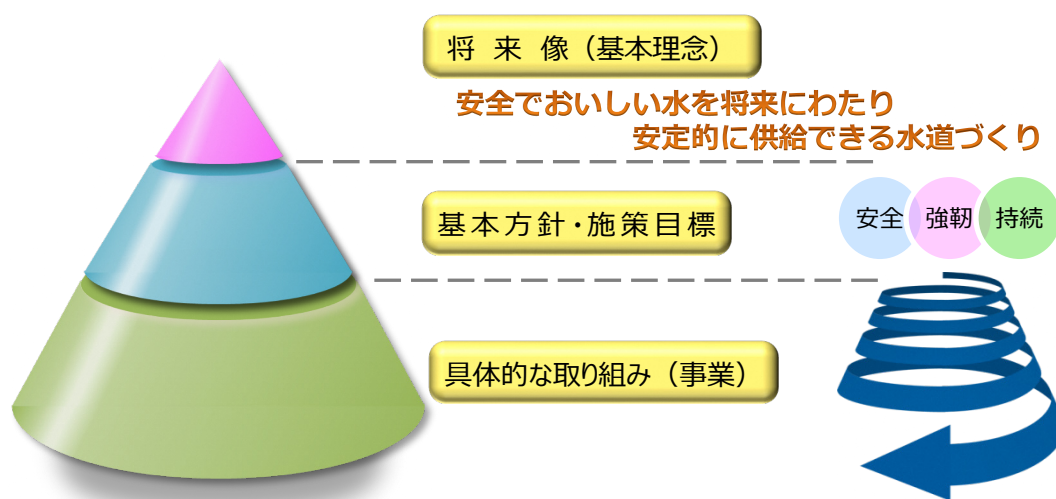 将来像（基本理念）
安全でおいしい水を将来にわたり
安定的に供給できる水道づくり
基本方針・施策目標
安全 強靭 持続
具体的な取り組み（事業）